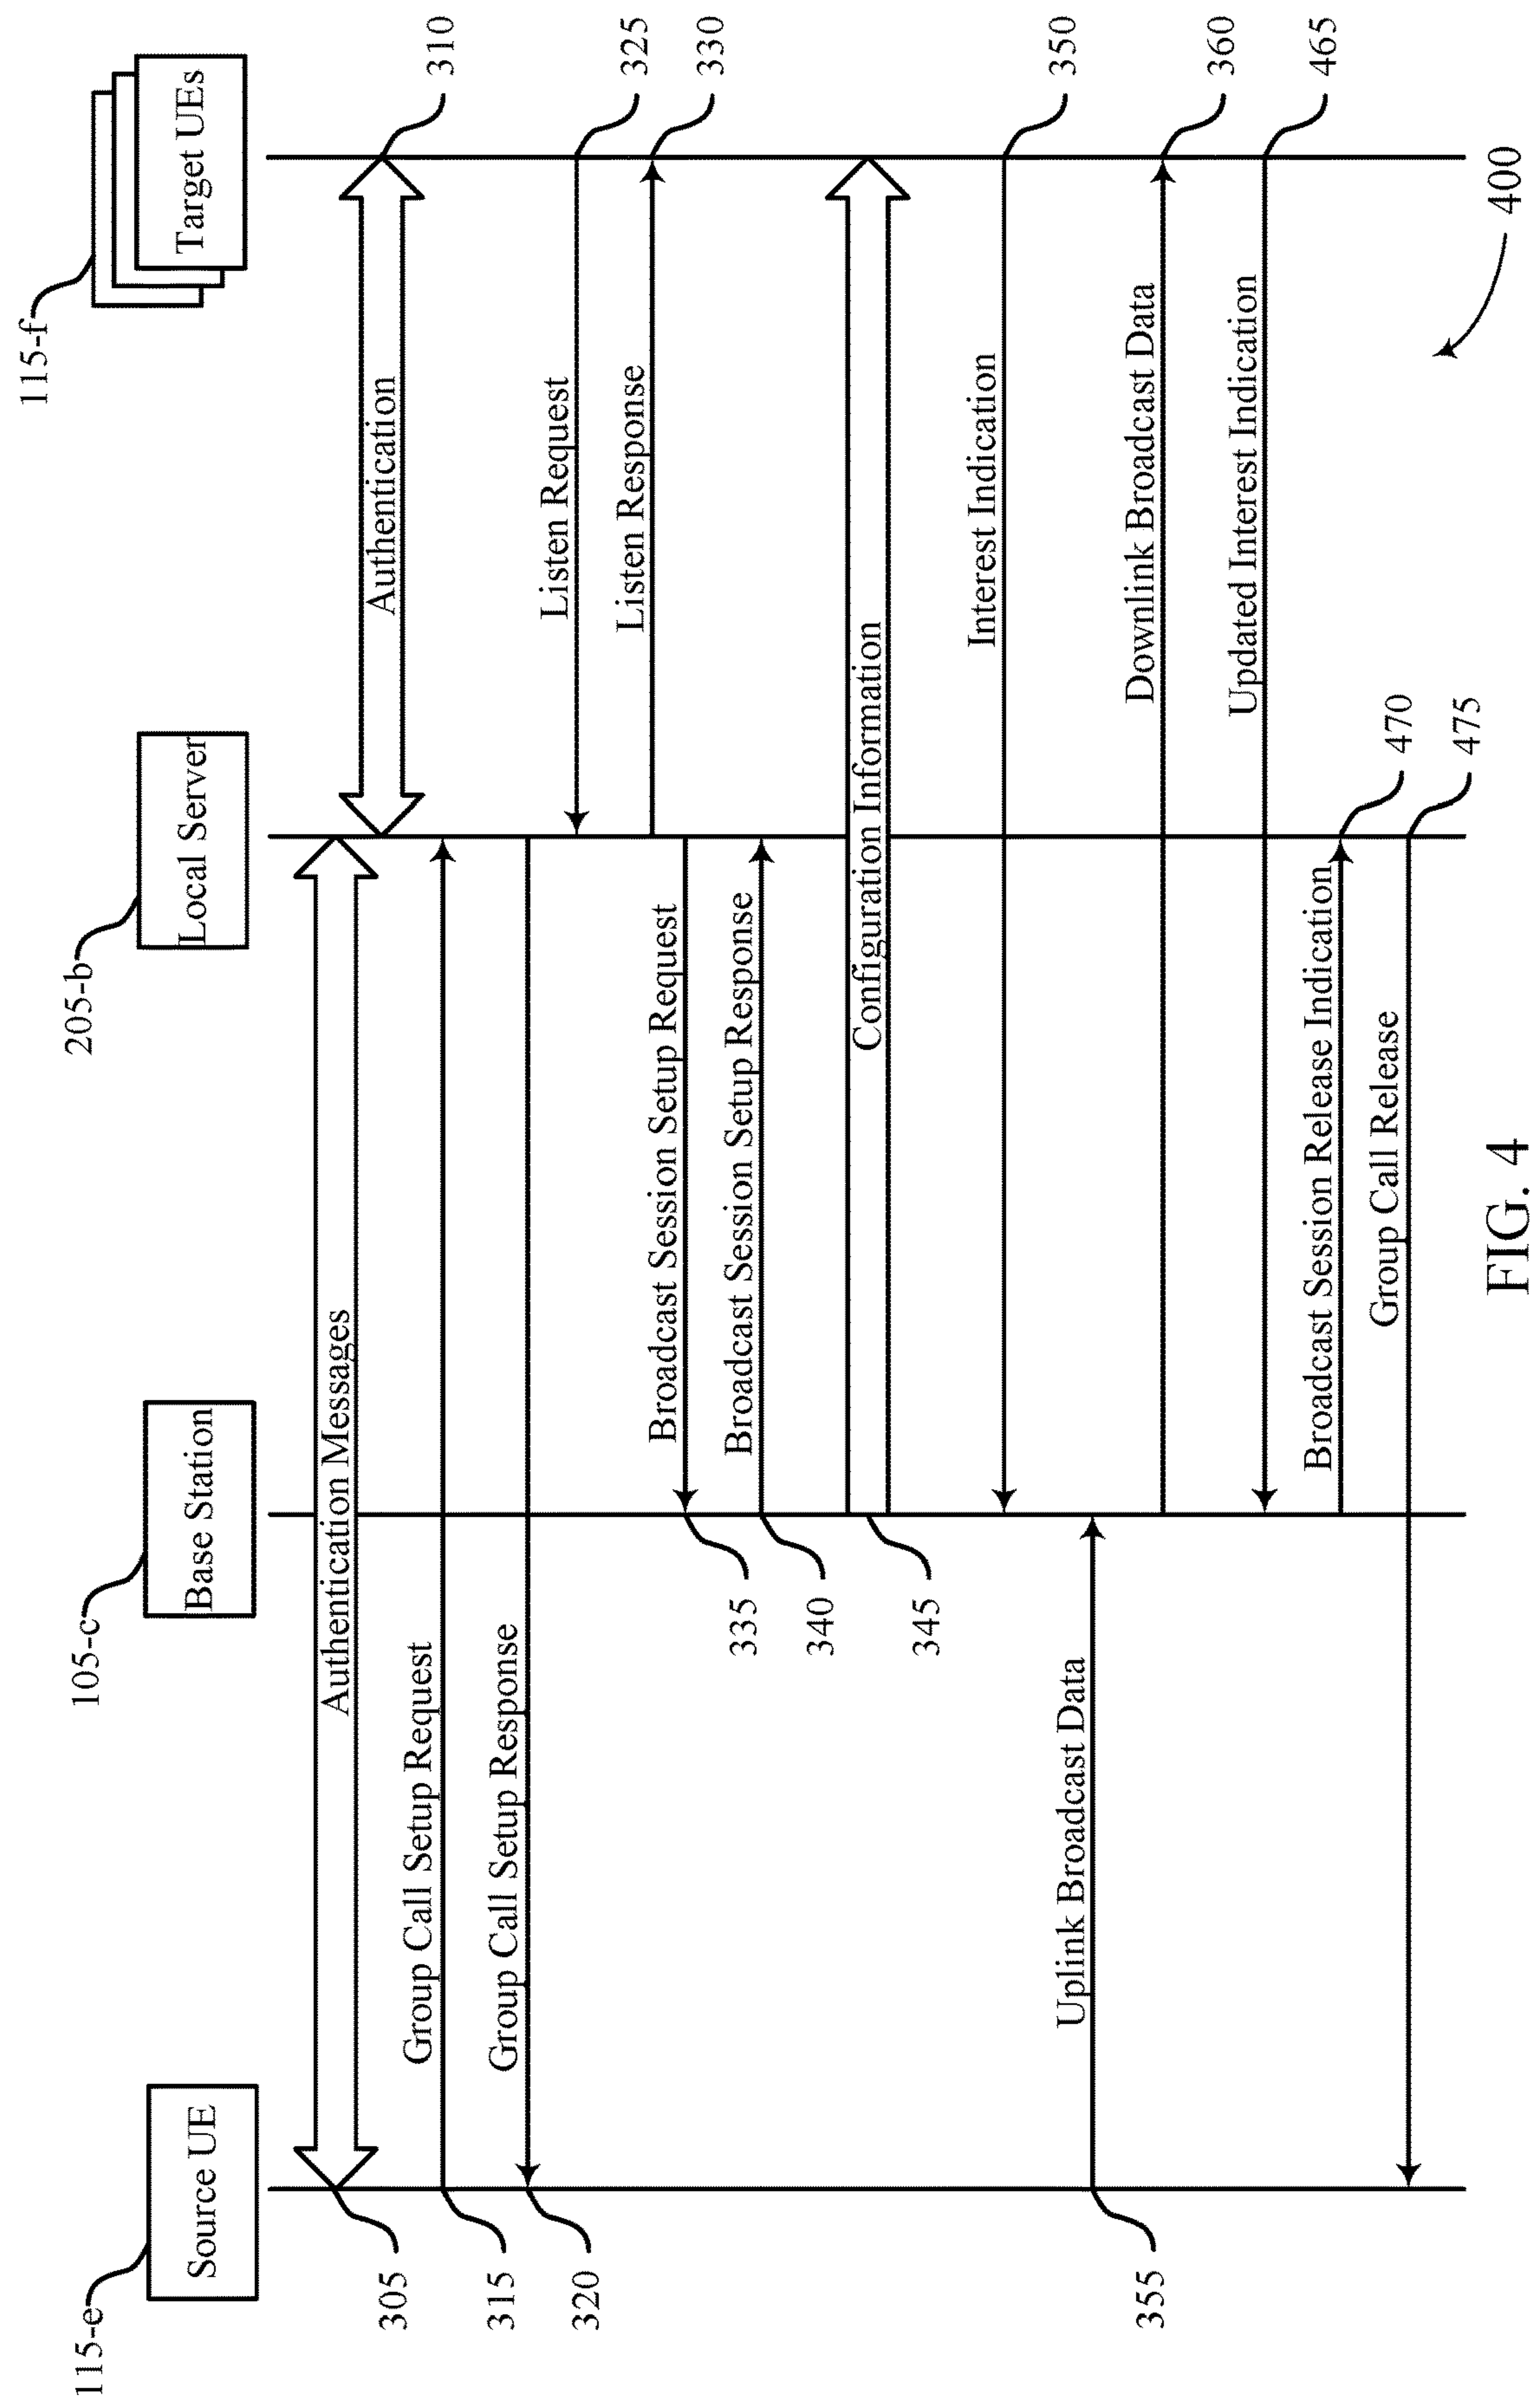 115-e
105-c
205-b
115-f
Source UE
Base Station
Local Server
Target UEs
Authentication Messages
305
Authentication
310
Group Call Setup Request
315
Group Call Setup Response
320
Listen Request
325
Listen Response
330
Broadcast Session Setup Request
335
Broadcast Session Setup Response
340
Configuration Information
345
Interest Indication
350
Uplink Broadcast Data
355
Downlink Broadcast Data
360
Updated Interest Indication
465
Broadcast Session Release Indication
470
Group Call Release
475
400
FIG. 4